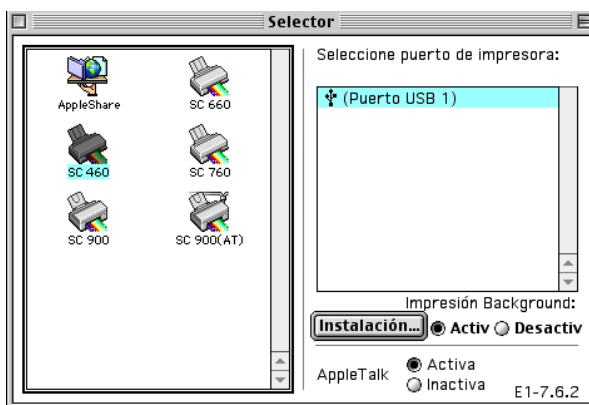 Selector
AppleShare
SC 660
SC 460
SC 760
SC 900
SC 900(AT)
Seleccione puerto de impresora:
(Puerto USB 1)
Impresión Background:
Instalación... Activ Desactiv
AppleTalk Activa
Inactiva
E1-7.6.2